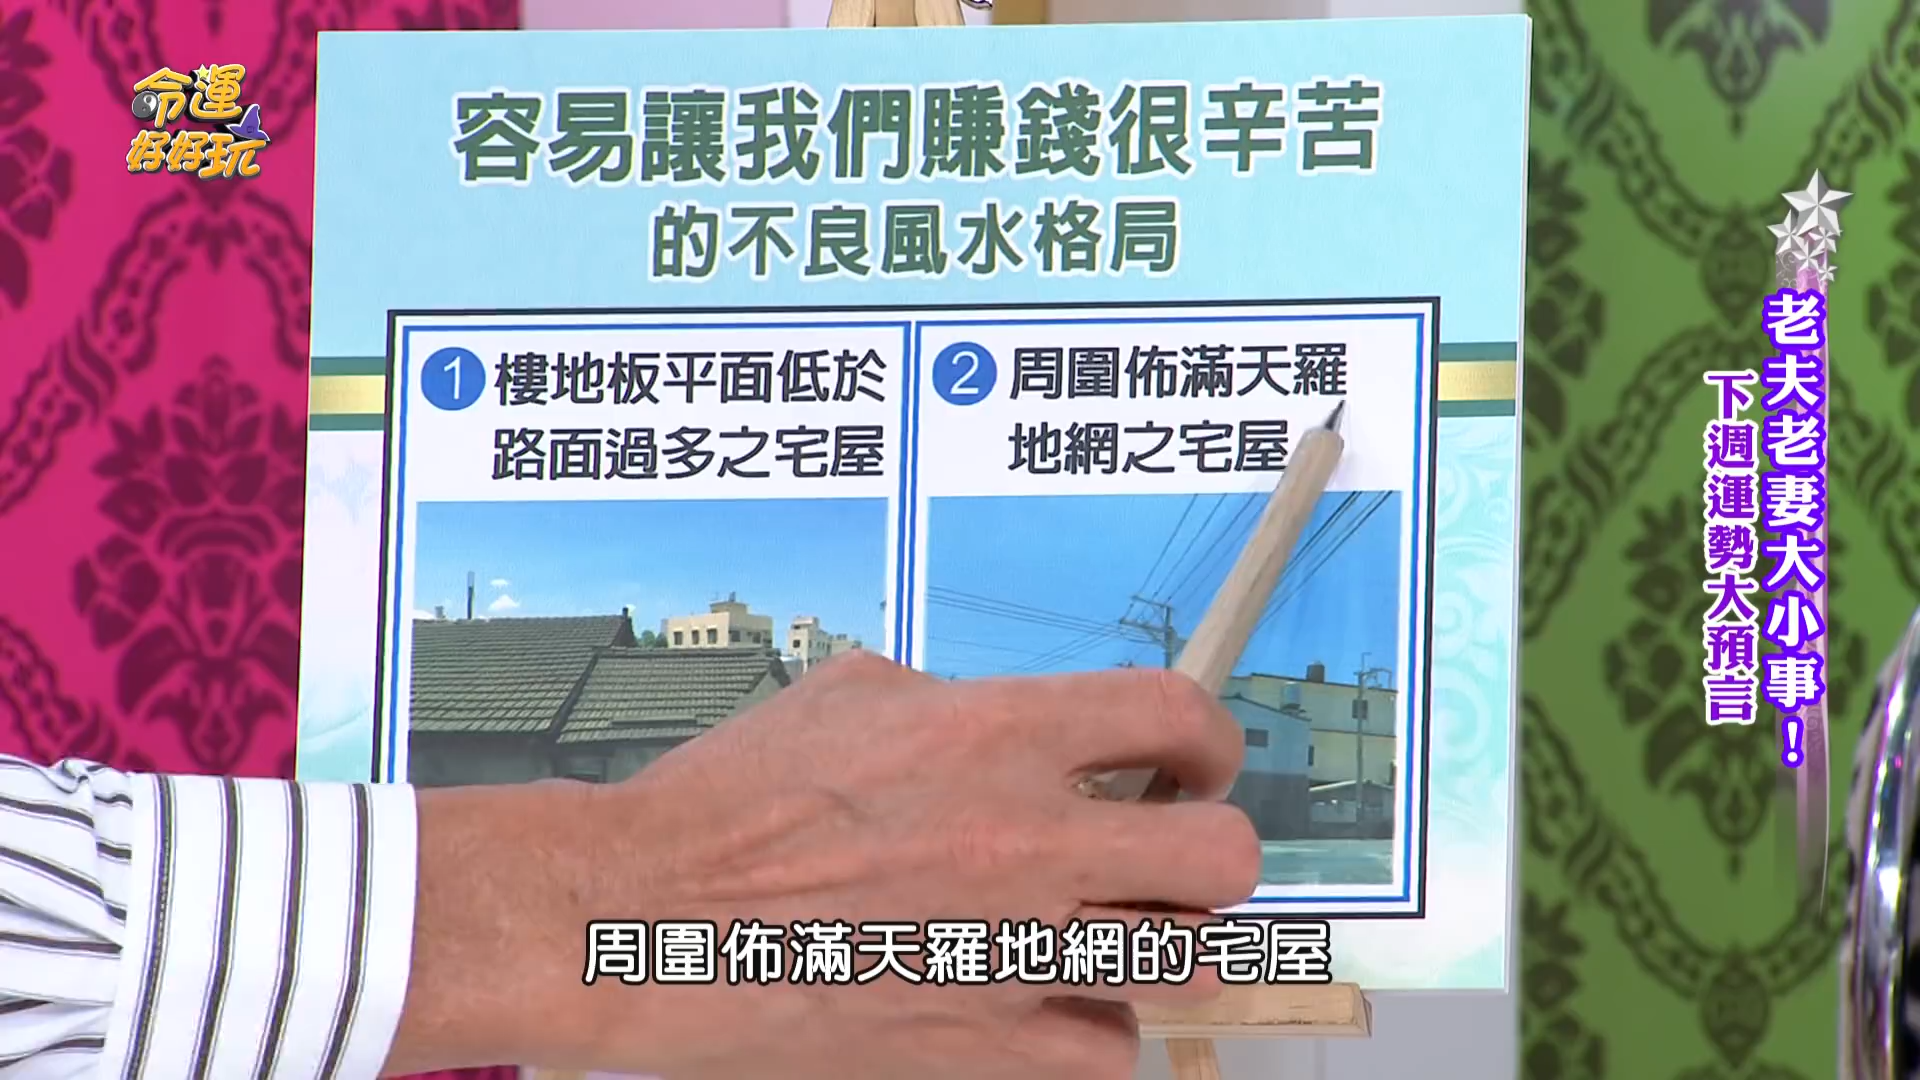 命運
好好玩
容易讓我們賺錢很辛苦
的不良風水格局
1 樓地板平面低於
路面過多之宅屋
2 周圍佈滿天羅
地網之宅屋
老夫老妻大小事！
下週運勢大預言
周圍佈滿天羅地網的宅屋